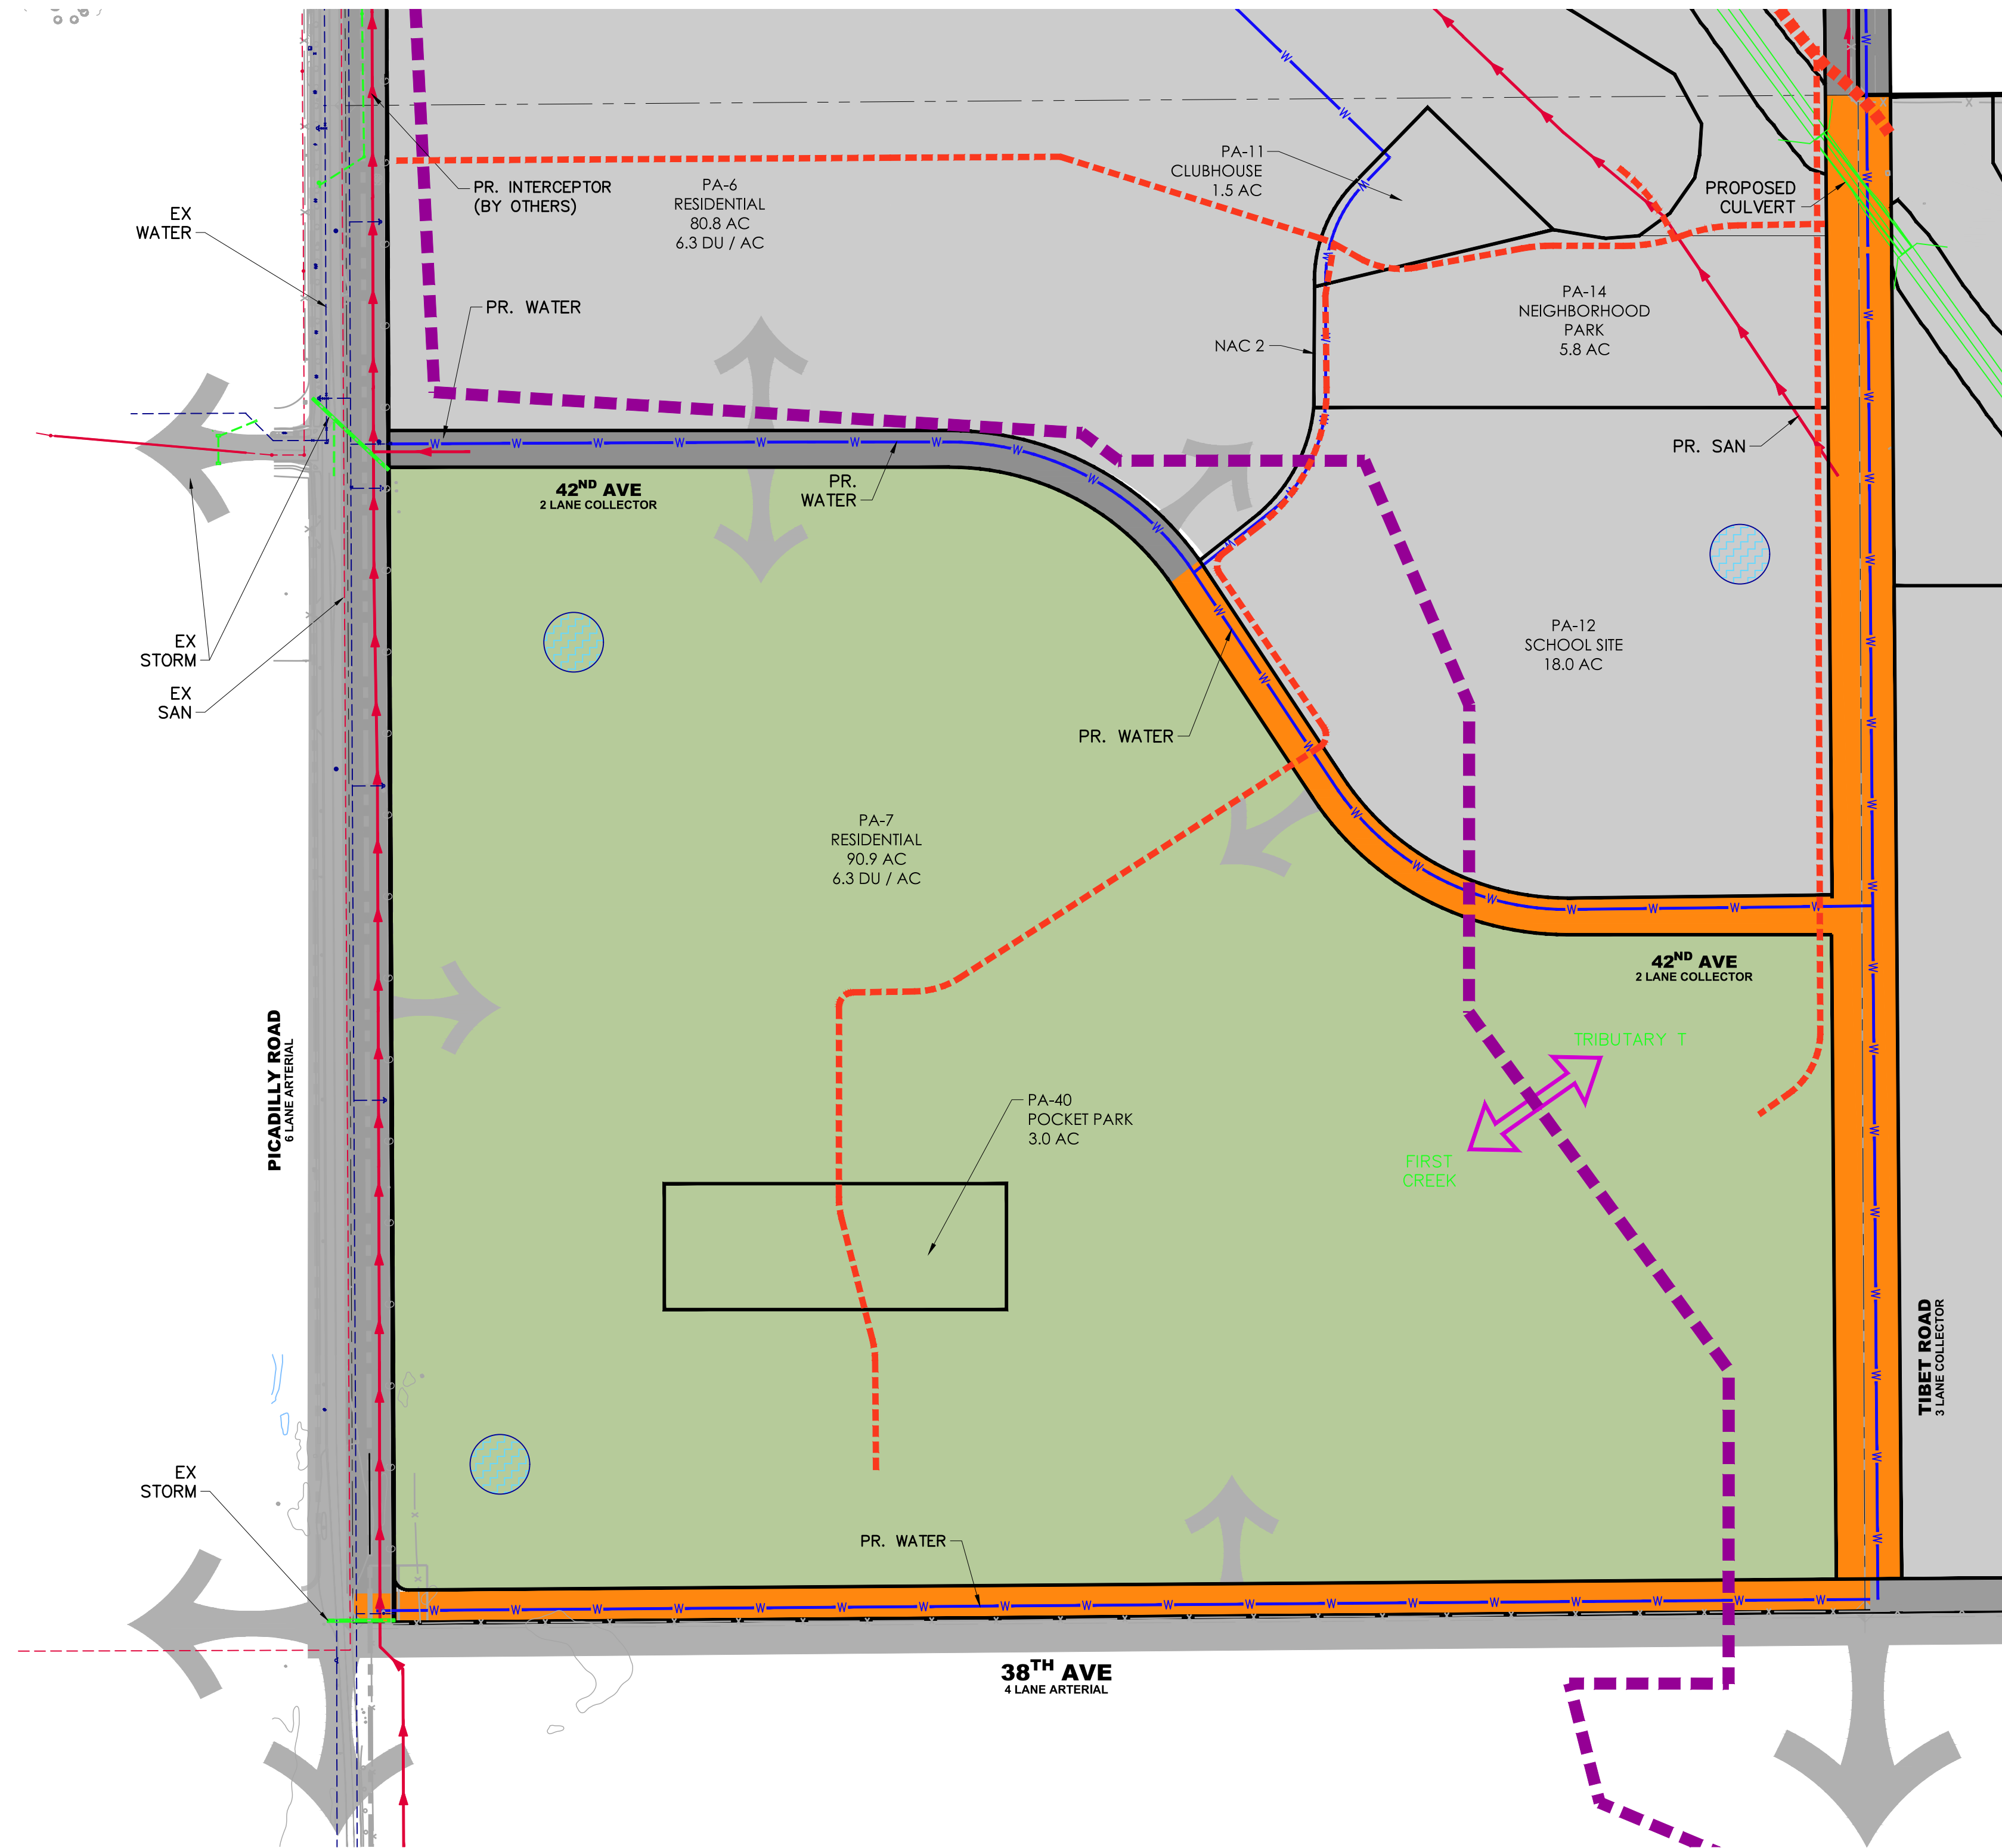 PA-11
CLUBHOUSE
1.5 AC
PR. INTERCEPTOR
(BY OTHERS)
PA-6
RESIDENTIAL
80.8 AC
6.3 DU / AC
PROPOSED
CULVERT
EX
WATER
PR. WATER
PA-14
NEIGHBORHOOD
PARK
5.8 AC
NAC 2
PR. SAN
42ND AVE
2 LANE COLLECTOR
PR.
WATER
EX
STORM
EX
SAN
PA-12
SCHOOL SITE
18.0 AC
PR. WATER
PA-7
RESIDENTIAL
90.9 AC
6.3 DU / AC
42ND AVE
2 LANE COLLECTOR
PICADILLY ROAD
6 LANE ARTERIAL
TRIBUTARY T
PA-40
POCKET PARK
3.0 AC
FIRST
CREEK
TIBET ROAD
3 LANE COLLECTOR
EX
STORM
PR. WATER
38TH AVE
4 LANE ARTERIAL